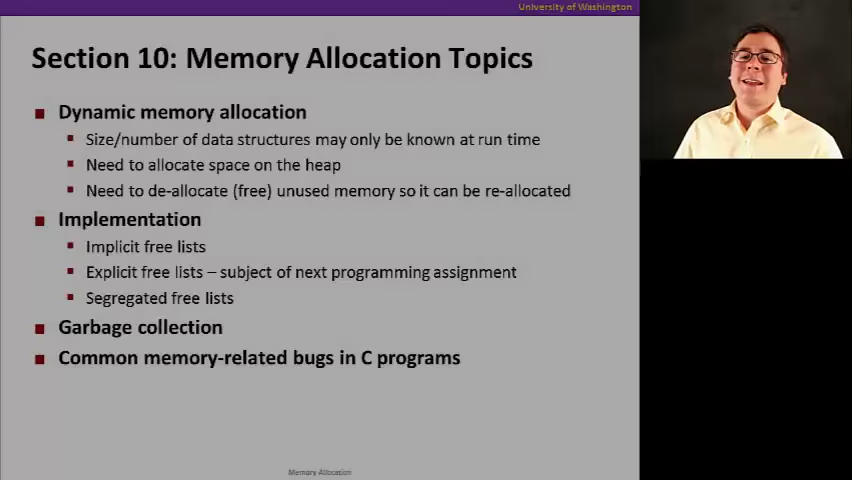 University of Washington
Section 10: Memory Allocation Topics
Dynamic memory allocation
Size/number of data structures may only be known at run time
Need to allocate space on the heap
Need to de-allocate (free) unused memory so it can be re-allocated
Implementation
Implicit free lists
Explicit free lists – subject of next programming assignment
Segregated free lists
Garbage collection
Common memory-related bugs in C programs
Memory Allocation